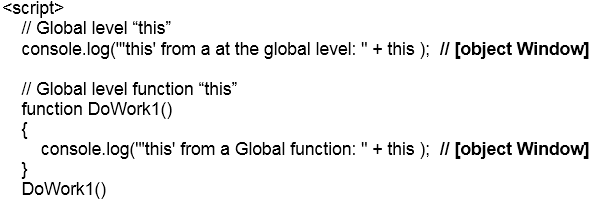 <script>
// Global level “this”
console.log("'this' from a at the global level: " + this );  // [object Window]
// Global level function “this”
function DoWork1()
{
console.log("'this' from a Global function: " + this );  // [object Window]
}
DoWork1()